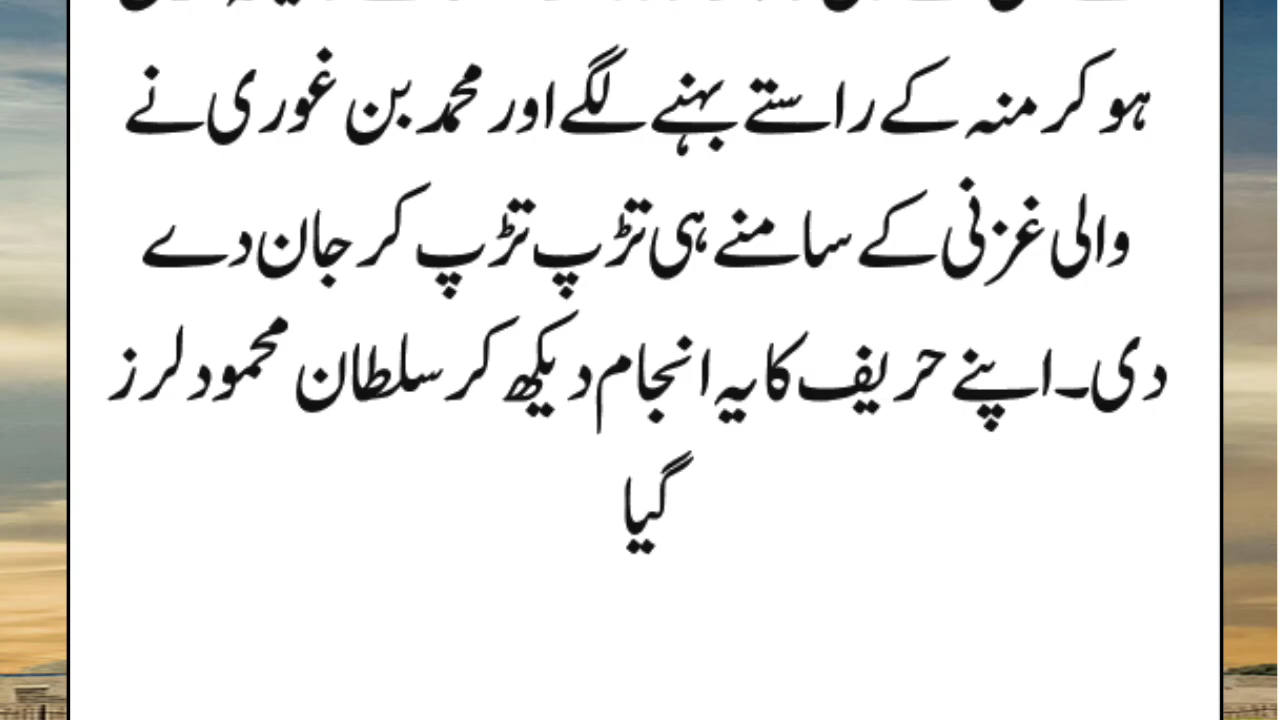 ہو کر منہ کے راستے بہنے لگے اور محمد بن غوری نے
والی غزنی کے سامنے ہی تڑپ تڑپ کر جان دے
دی۔ اپنے حریف کا یہ انجام دیکھ کر سلطان محمود لرز
گیا